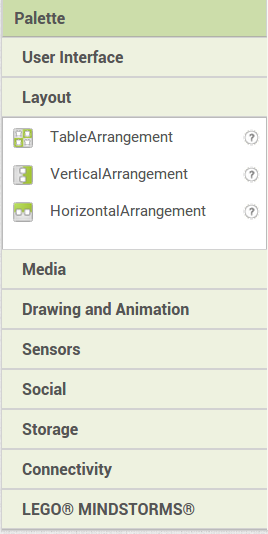 Palette
User Interface
Layout
TableArrangement ?
VerticalArrangement ?
HorizontalArrangement ?
Media
Drawing and Animation
Sensors
Social
Storage
Connectivity
LEGO® MINDSTORMS®